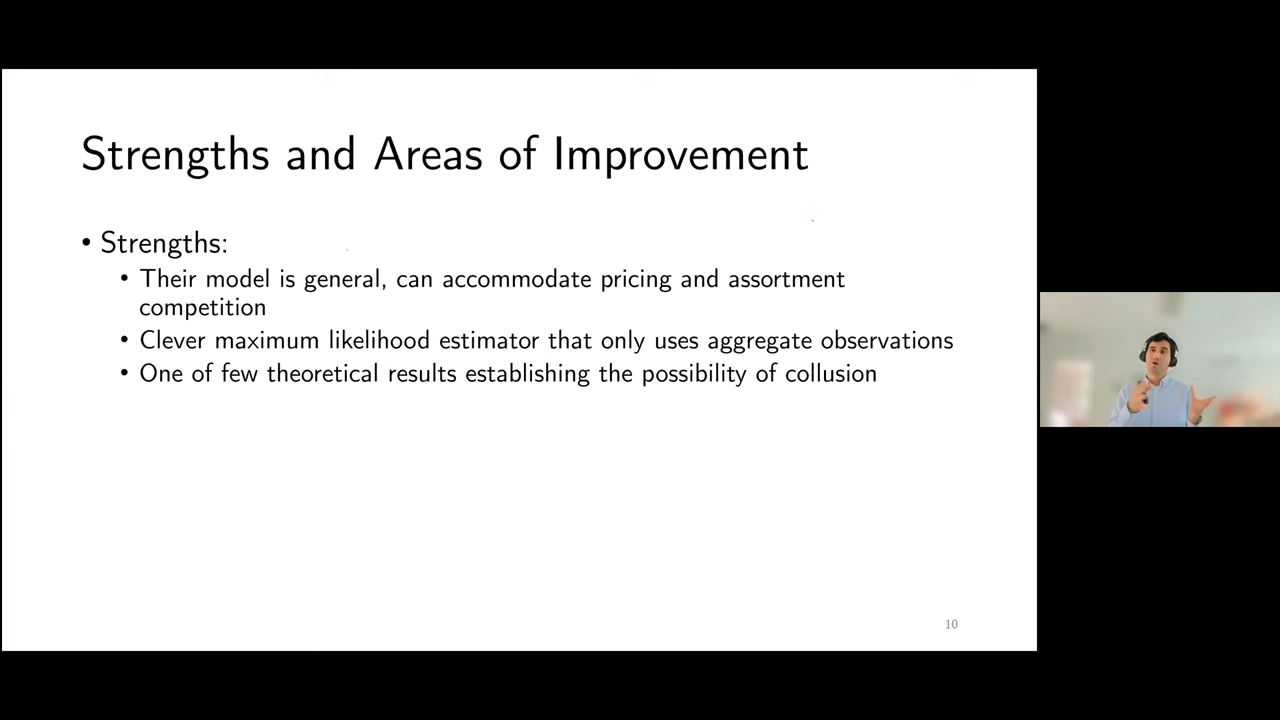 Strengths and Areas of Improvement
• Strengths:
• Their model is general, can accommodate pricing and assortment
competition
• Clever maximum likelihood estimator that only uses aggregate observations
• One of few theoretical results establishing the possibility of collusion
10